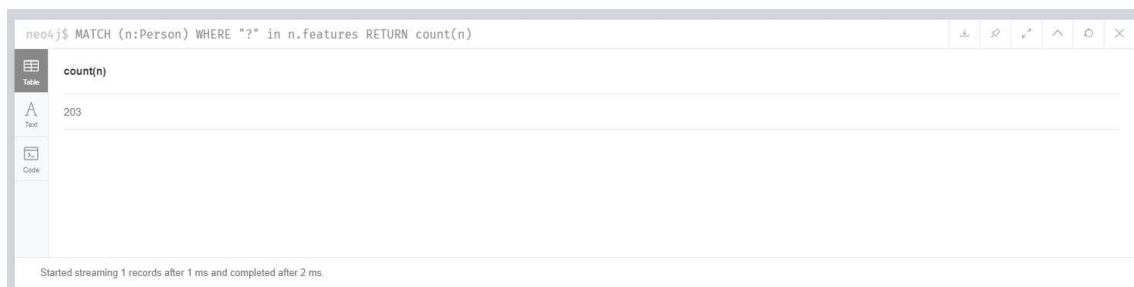 neo4j$ MATCH (n:Person) WHERE "?" in n.features RETURN count(n)
Table
count(n)
Text
203
Code
Started streaming 1 records after 1 ms and completed after 2 ms.